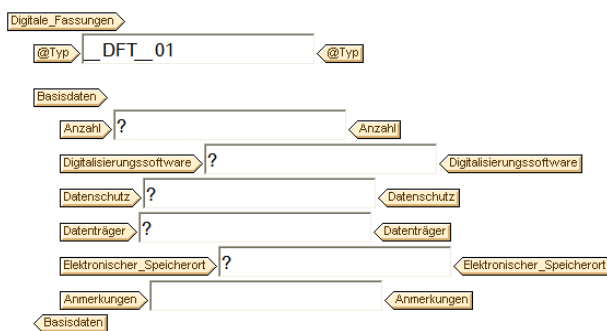 Digitale_Fassungen
@Typ __DFT__01 @Typ
Basisdaten
Anzahl ? Anzahl
Digitalisierungssoftware ? Digitalisierungssoftware
Datenschutz ? Datenschutz
Datenträger ? Datenträger
Elektronischer_Speicherort ? Elektronischer_Speicherort
Anmerkungen Anmerkungen
Basisdaten